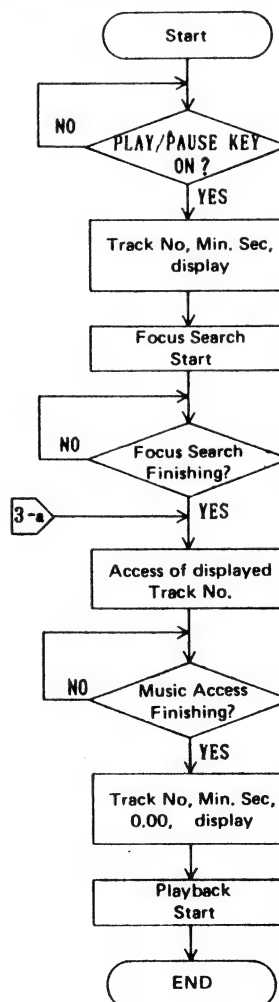 Start
NO
PLAY/PAUSE KEY
ON?
YES
Track No, Min. Sec,
display
Focus Search
Start
NO
Focus Search
Finishing?
3-a
YES
Access of displayed
Track No.
NO
Music Access
Finishing?
YES
Track No, Min. Sec,
0.00, display
Playback
Start
END